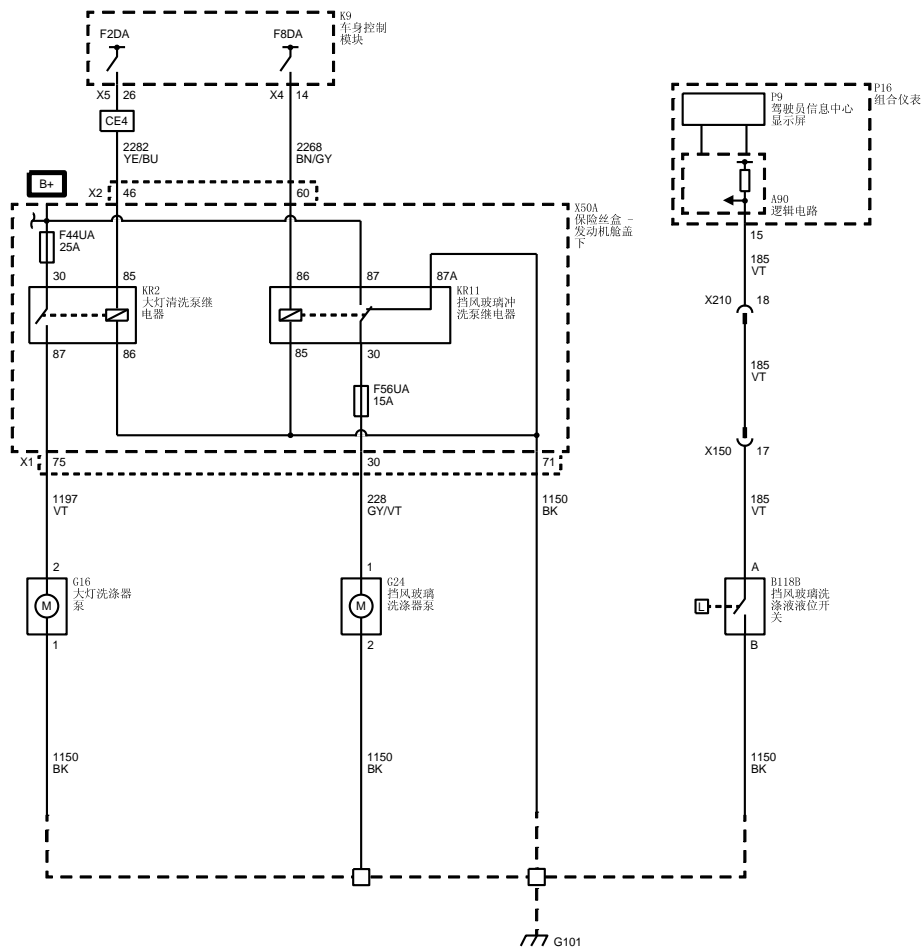 K9
车身控制
模块
F2DA
F8DA
X5 26
X4 14
CE4
2282
YE/BU
2268
BN/GY
P16
组合仪表
P9
驾驶员信息中心
显示屏
A90
逻辑电路
15
185
VT
B+
X2 46
60
X50A
保险丝盒 -
发动机舱盖
下
F44UA
25A
30
85
86
87
87A
KR2
大灯清洗泵继
电器
KR11
挡风玻璃冲
洗泵继电器
87
86
85
30
F56UA
15A
X210 18
185
VT
X150 17
X1 75
30
71
1197
VT
228
GY/VT
1150
BK
185
VT
2
G16
大灯洗涤器
泵
M
1
1
G24
挡风玻璃
洗涤器泵
M
2
A
B118B
挡风玻璃洗
涤液液位开
关
L
B
1150
BK
1150
BK
1150
BK
G101